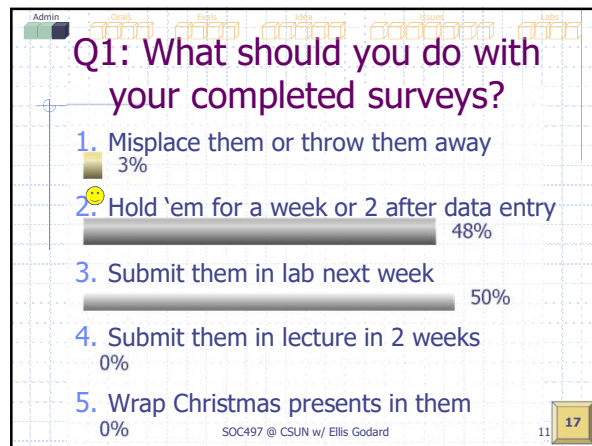 Admin Orals Evals Idea Issues Labs
Q1: What should you do with
your completed surveys?
1. Misplace them or throw them away
3%
2. Hold ‘em for a week or 2 after data entry
48%
3. Submit them in lab next week
50%
4. Submit them in lecture in 2 weeks
0%
5. Wrap Christmas presents in them
0%
SOC497 @ CSUN w/ Ellis Godard
11
17